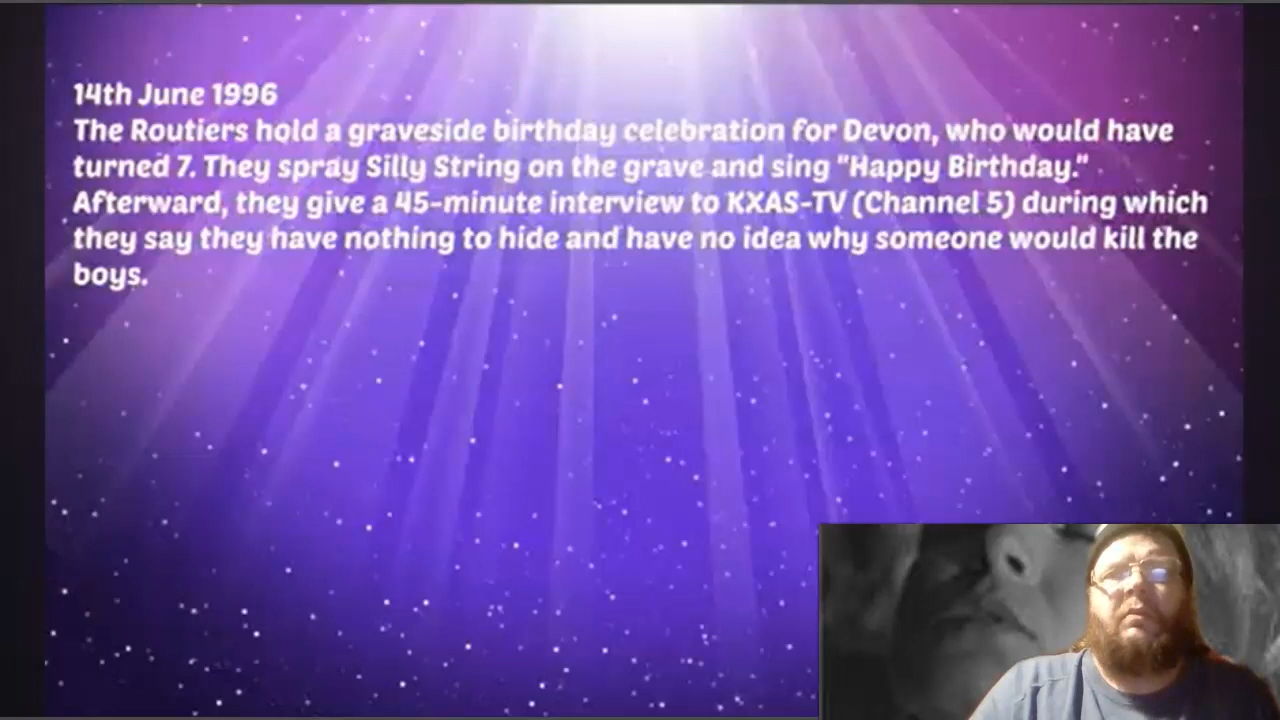 14th June 1996
The Routiers hold a graveside birthday celebration for Devon, who would have
turned 7. They spray Silly String on the grave and sing "Happy Birthday."
Afterward, they give a 45-minute interview to KXAS-TV (Channel 5) during which
they say they have nothing to hide and have no idea why someone would kill the
boys.